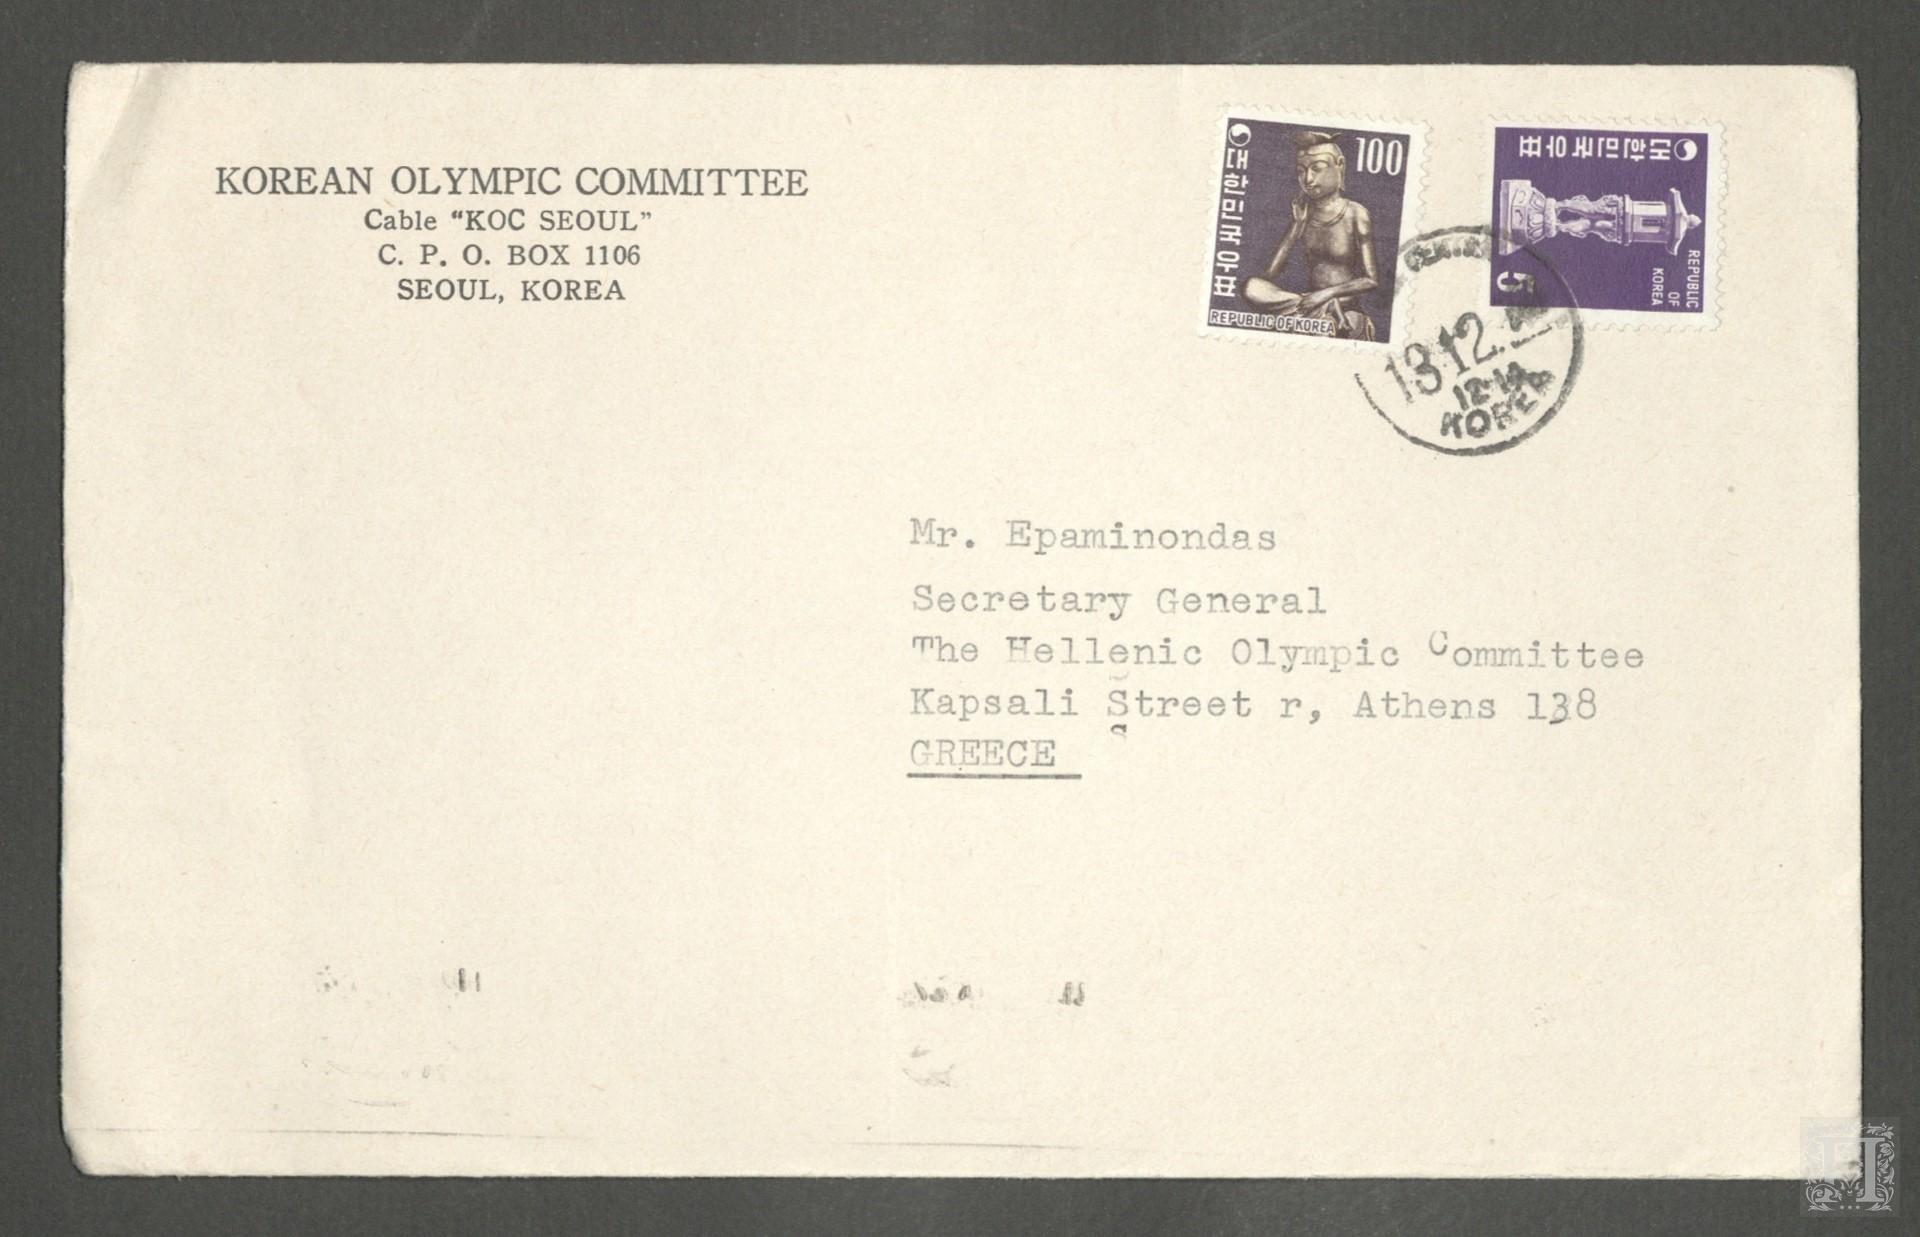 KOREAN OLYMPIC COMMITTEE
Cable "KOC SEOUL"
C. P. O. BOX 1106
SEOUL, KOREA
100
대한민국우표
REPUBLIC OF KOREA
대한민국우표
REPUBLIC
OF
KOREA
5
13.12.
12-14
KOREA
Mr. Epaminondas
Secretary General
The Hellenic Olympic Committee
Kapsali Street r, Athens 138
GREECE